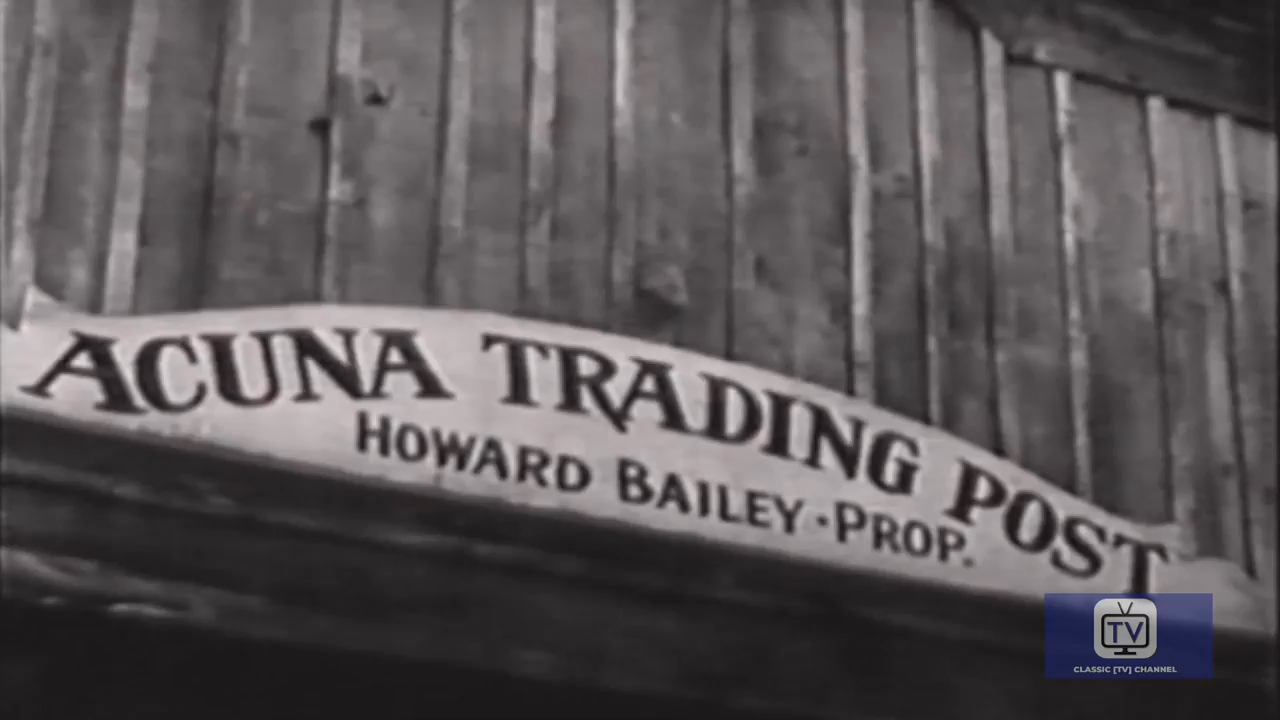 ACUNA TRADING POST
HOWARD BAILEY · PROP.
TV
CLASSIC [TV] CHANNEL